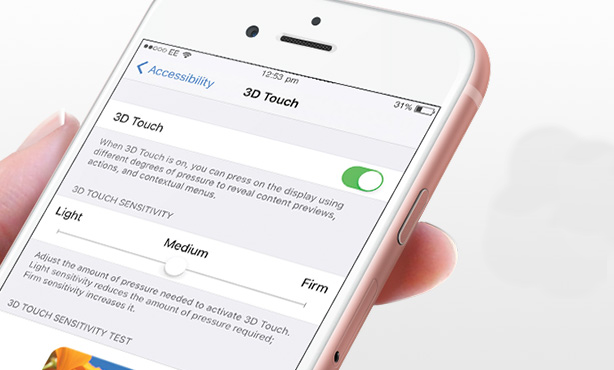 EE
12:53 pm
31%
Accessibility
3D Touch
3D Touch
When 3D Touch is on, you can press on the display using
different degrees of pressure to reveal content previews,
actions, and contextual menus.
3D TOUCH SENSITIVITY
Light
Medium
Firm
Adjust the amount of pressure needed to activate 3D Touch.
Light sensitivity reduces the amount of pressure required;
Firm sensitivity increases it.
3D TOUCH SENSITIVITY TEST